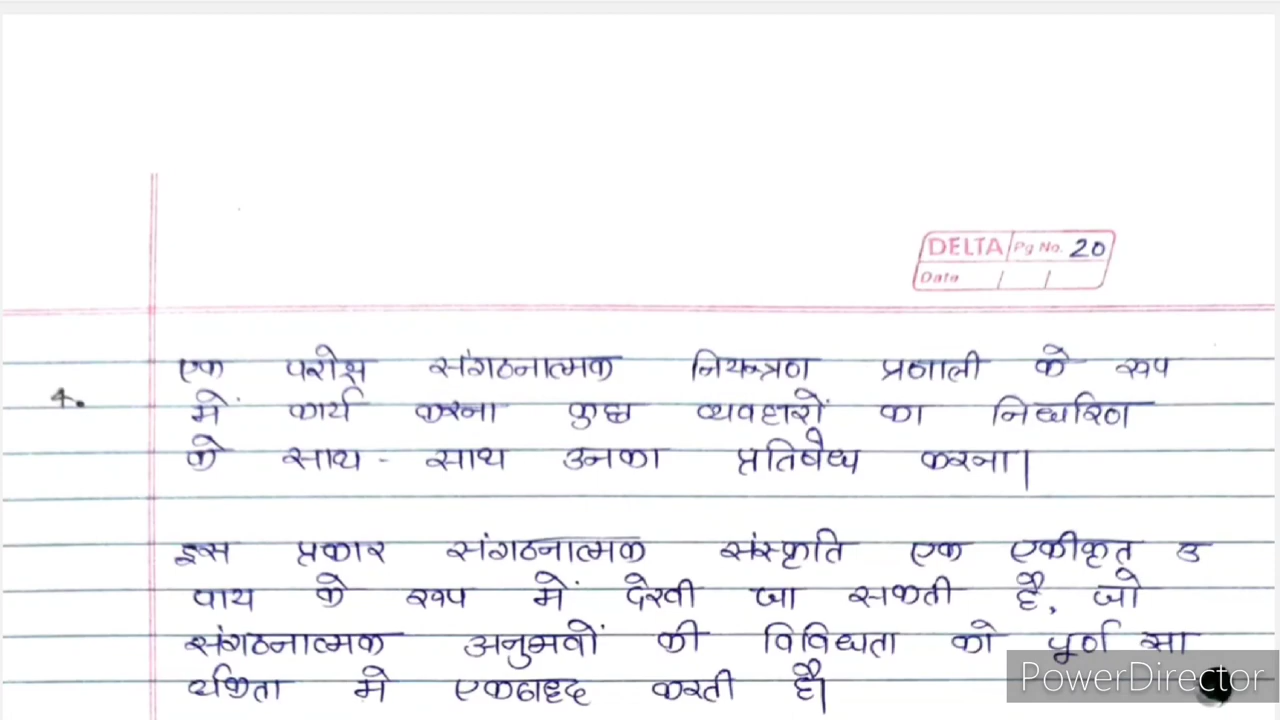 DELTA Pg No. 20
Date / /
एक परोक्ष संगठनात्मक नियन्त्रण प्रणाली के रूप
4. में कार्य करना कुछ व्यवहारों का निर्धारण
के साथ - साथ उनका प्रतिषेध करना।
इस प्रकार संगठनात्मक संस्कृति एक एकीकृत उ
पाय के रूप में देखी जा सकती है, जो
संगठनात्मक अनुभवों की विविधता को पूर्ण सा
में करती है।
PowerDirector